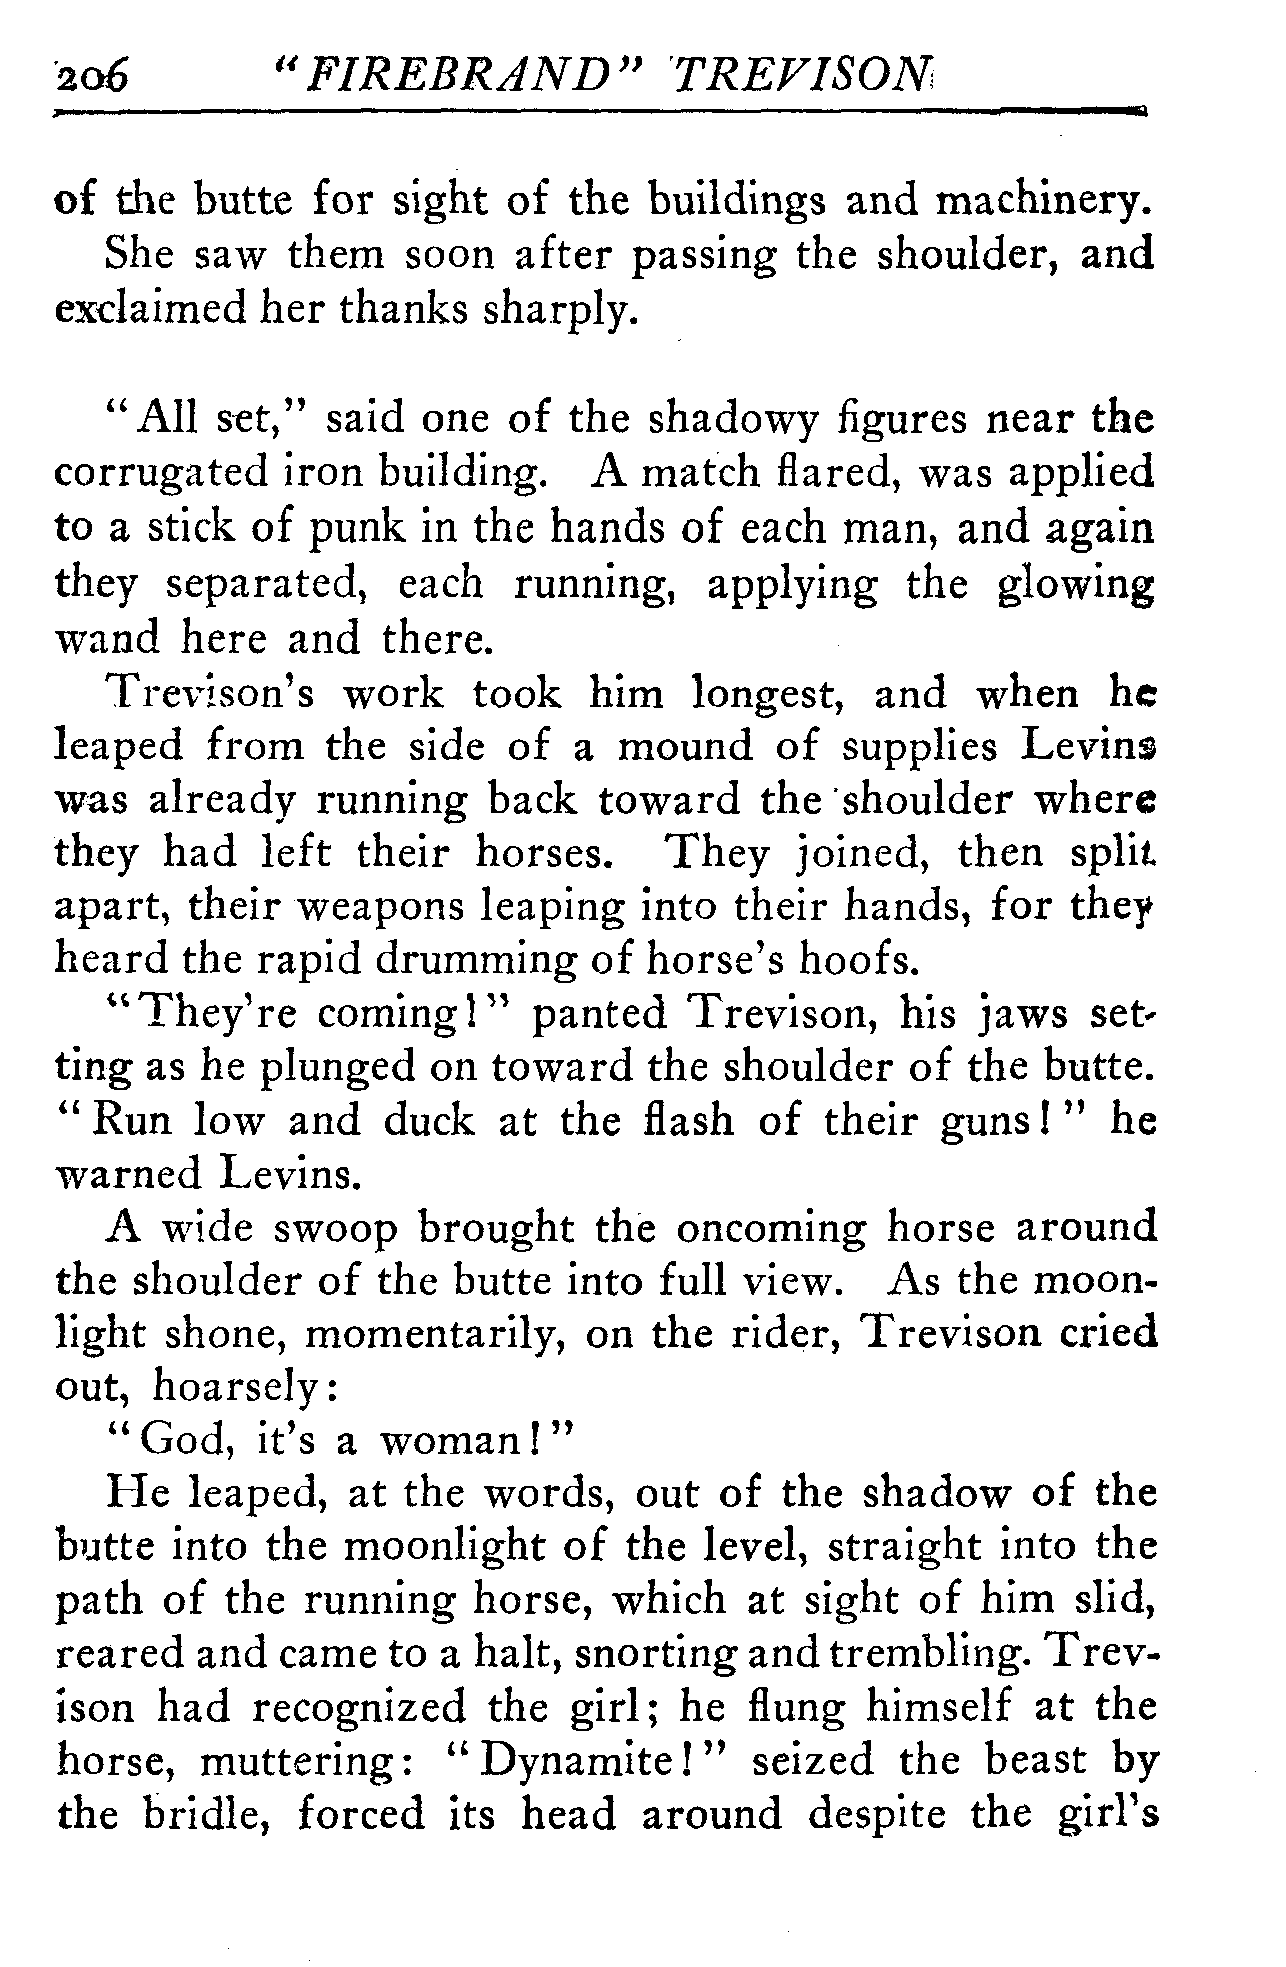 206 "FIREBRAND" TREVISON
of the butte for sight of the buildings and machinery.
She saw them soon after passing the shoulder, and
exclaimed her thanks sharply.
"All set," said one of the shadowy figures near the
corrugated iron building. A match flared, was applied
to a stick of punk in the hands of each man, and again
they separated, each running, applying the glowing
wand here and there.
Trevison's work took him longest, and when he
leaped from the side of a mound of supplies Levins
was already running back toward the shoulder where
they had left their horses. They joined, then split
apart, their weapons leaping into their hands, for they
heard the rapid drumming of horse's hoofs.
"They're coming!" panted Trevison, his jaws set-
ting as he plunged on toward the shoulder of the butte.
"Run low and duck at the flash of their guns!" he
warned Levins.
A wide swoop brought the oncoming horse around
the shoulder of the butte into full view. As the moon-
light shone, momentarily, on the rider, Trevison cried
out, hoarsely:
"God, it's a woman!"
He leaped, at the words, out of the shadow of the
butte into the moonlight of the level, straight into the
path of the running horse, which at sight of him slid,
reared and came to a halt, snorting and trembling. Trev-
ison had recognized the girl; he flung himself at the
horse, muttering: "Dynamite!" seized the beast by
the bridle, forced its head around despite the girl's